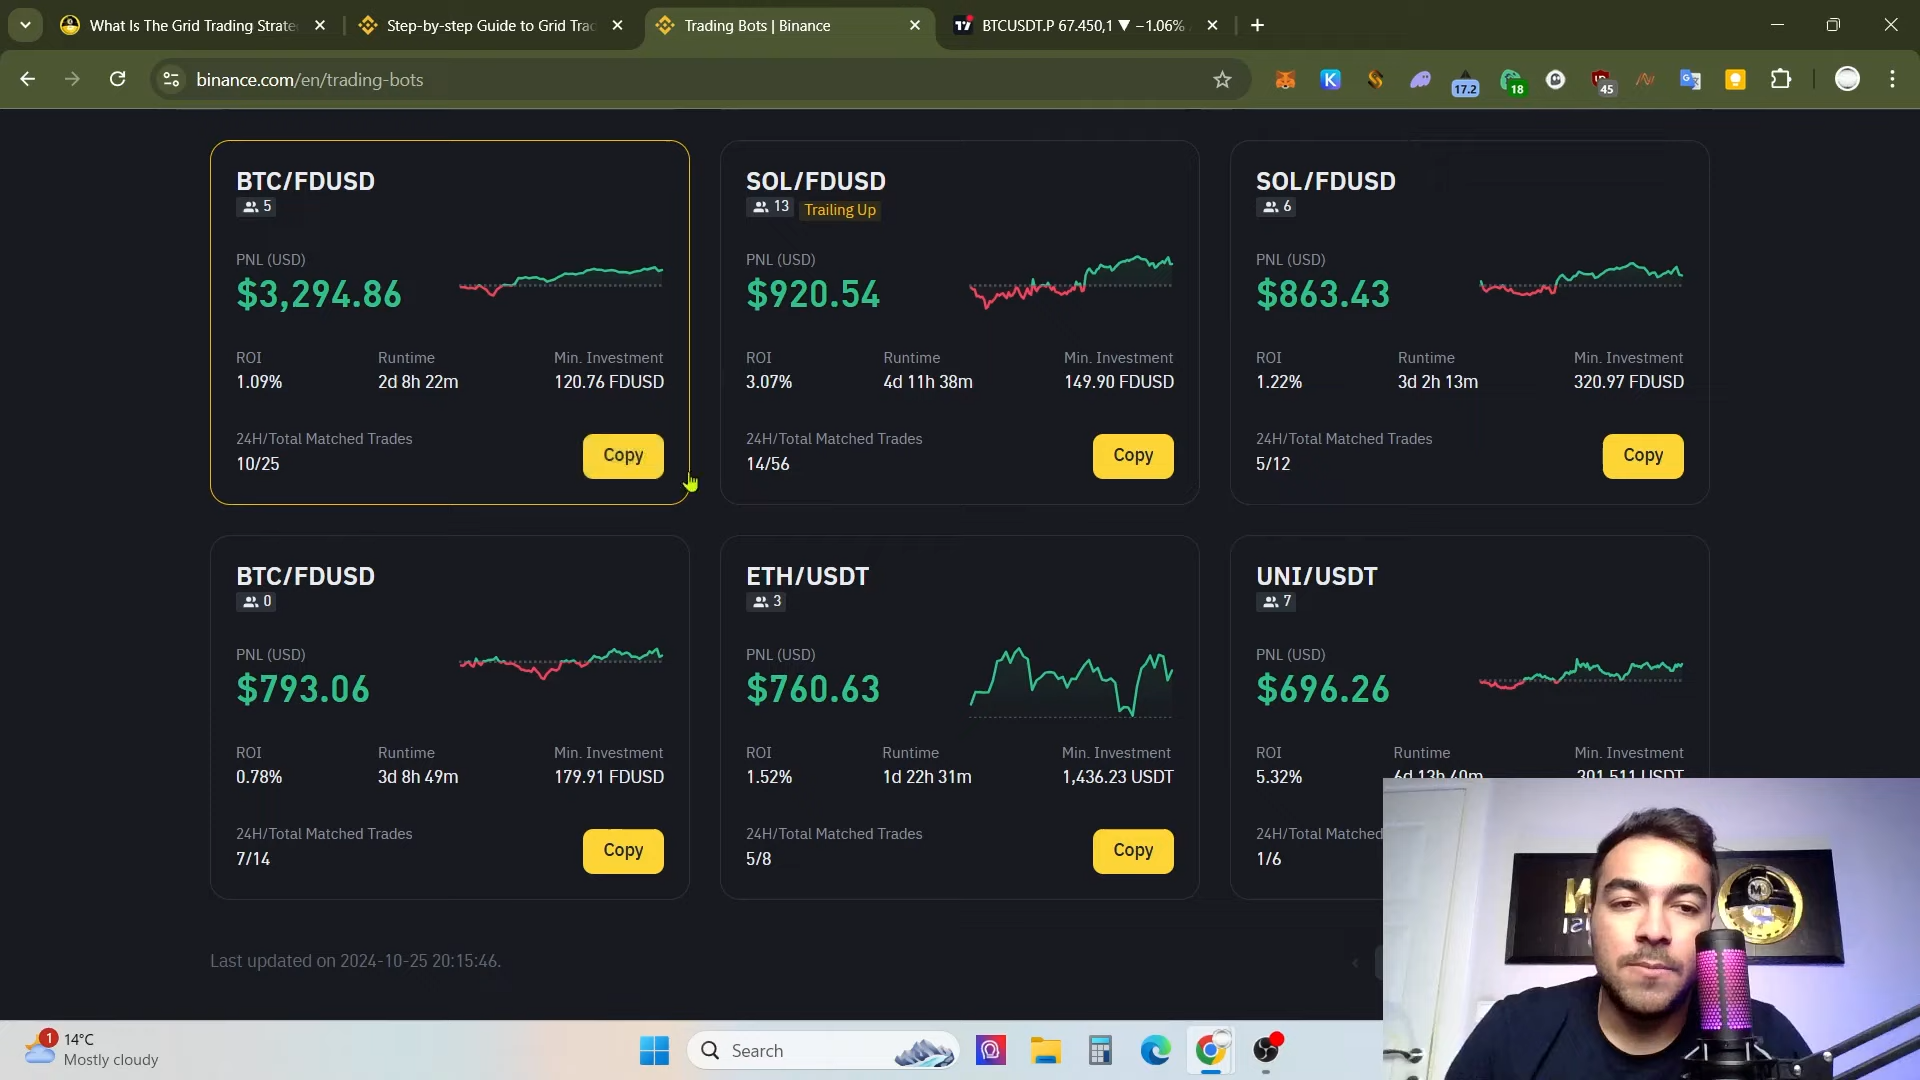 What Is The Grid Trading Strate
Step-by-step Guide to Grid Trac
Trading Bots | Binance
BTCUSDT.P 67.450,1 ▼ −1.06%
binance.com/en/trading-bots
17.2
18
45
BTC/FDUSD
5
PNL (USD)
$3,294.86
ROI
Runtime
Min. Investment
1.09%
2d 8h 22m
120.76 FDUSD
24H/Total Matched Trades
10/25
Copy
SOL/FDUSD
13
Trailing Up
PNL (USD)
$920.54
ROI
Runtime
Min. Investment
3.07%
4d 11h 38m
149.90 FDUSD
24H/Total Matched Trades
14/56
Copy
SOL/FDUSD
6
PNL (USD)
$863.43
ROI
Runtime
Min. Investment
1.22%
3d 2h 13m
320.97 FDUSD
24H/Total Matched Trades
5/12
Copy
BTC/FDUSD
0
PNL (USD)
$793.06
ROI
Runtime
Min. Investment
0.78%
3d 8h 49m
179.91 FDUSD
24H/Total Matched Trades
7/14
Copy
ETH/USDT
3
PNL (USD)
$760.63
ROI
Runtime
Min. Investment
1.52%
1d 22h 31m
1,436.23 USDT
24H/Total Matched Trades
5/8
Copy
UNI/USDT
7
PNL (USD)
$696.26
ROI
Runtime
Min. Investment
5.32%
6d 13h 40m
301.511 USDT
24H/Total Matched
1/6
Last updated on 2024-10-25 20:15:46.
1
14°C
Mostly cloudy
Search